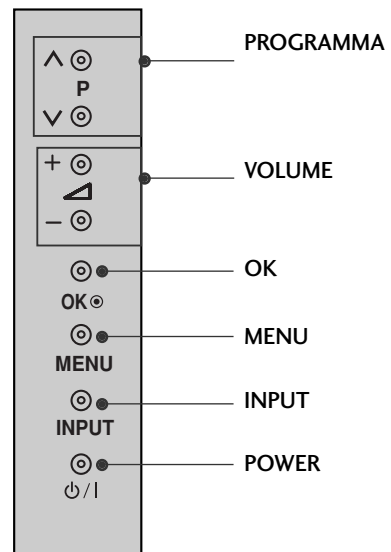 PROGRAMMA
P
VOLUME
+
−
OK
OK
MENU
MENU
INPUT
INPUT
POWER
⏻/I